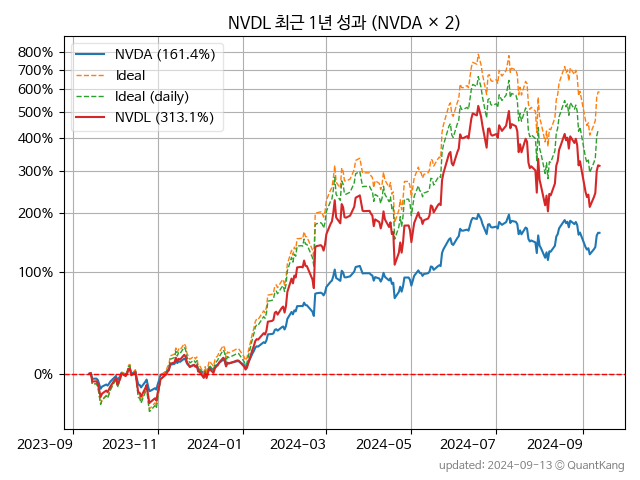 NVDL 최근 1년 성과 (NVDA × 2)
NVDA (161.4%)
Ideal
Ideal (daily)
NVDL (313.1%)
800%
700%
600%
500%
400%
300%
200%
100%
0%
2023-09
2023-11
2024-01
2024-03
2024-05
2024-07
2024-09
updated: 2024-09-13 © QuantKang